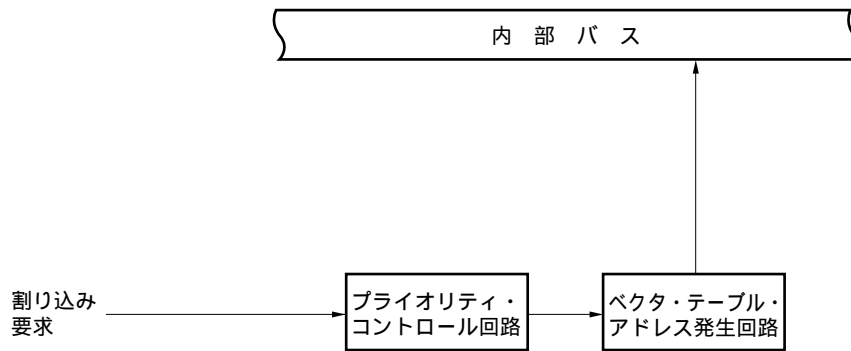 内 部 バ ス
割り込み
要求
プライオリティ・
コントロール回路
ベクタ・テーブル・
アドレス発生回路